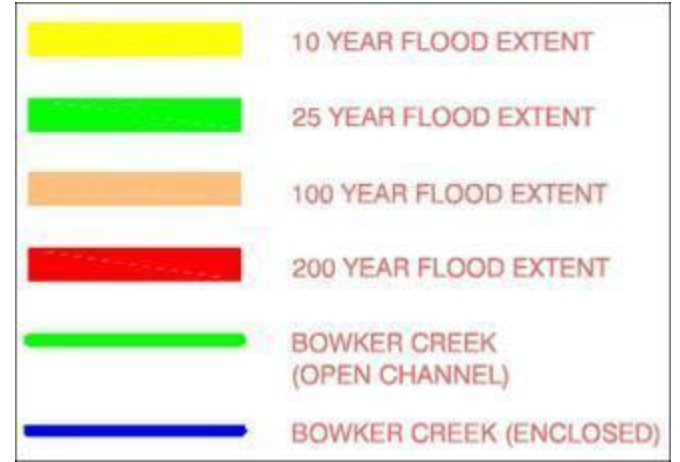 10 YEAR FLOOD EXTENT
25 YEAR FLOOD EXTENT
100 YEAR FLOOD EXTENT
200 YEAR FLOOD EXTENT
BOWKER CREEK
(OPEN CHANNEL)
BOWKER CREEK (ENCLOSED)